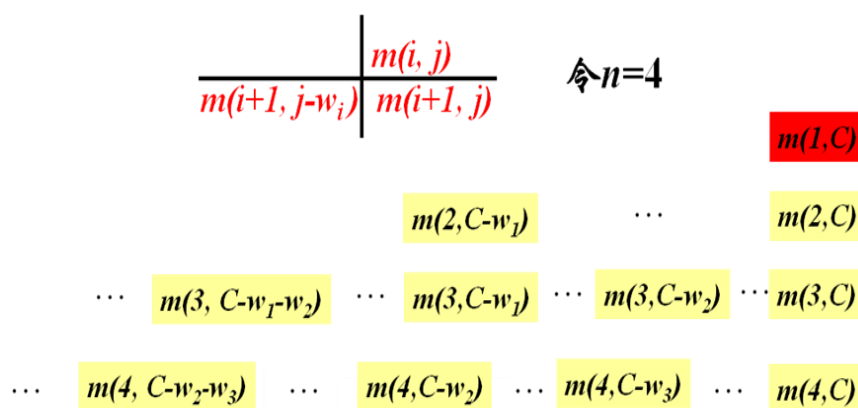 m(i, j)
令n=4
m(i+1, j-wᵢ) m(i+1, j)
m(1,C)
m(2,C-w₁) … m(2,C)
… m(3, C-w₁-w₂) … m(3,C-w₁) … m(3,C-w₂) … m(3,C)
… m(4, C-w₂-w₃) … m(4,C-w₂) … m(4,C-w₃) … m(4,C)